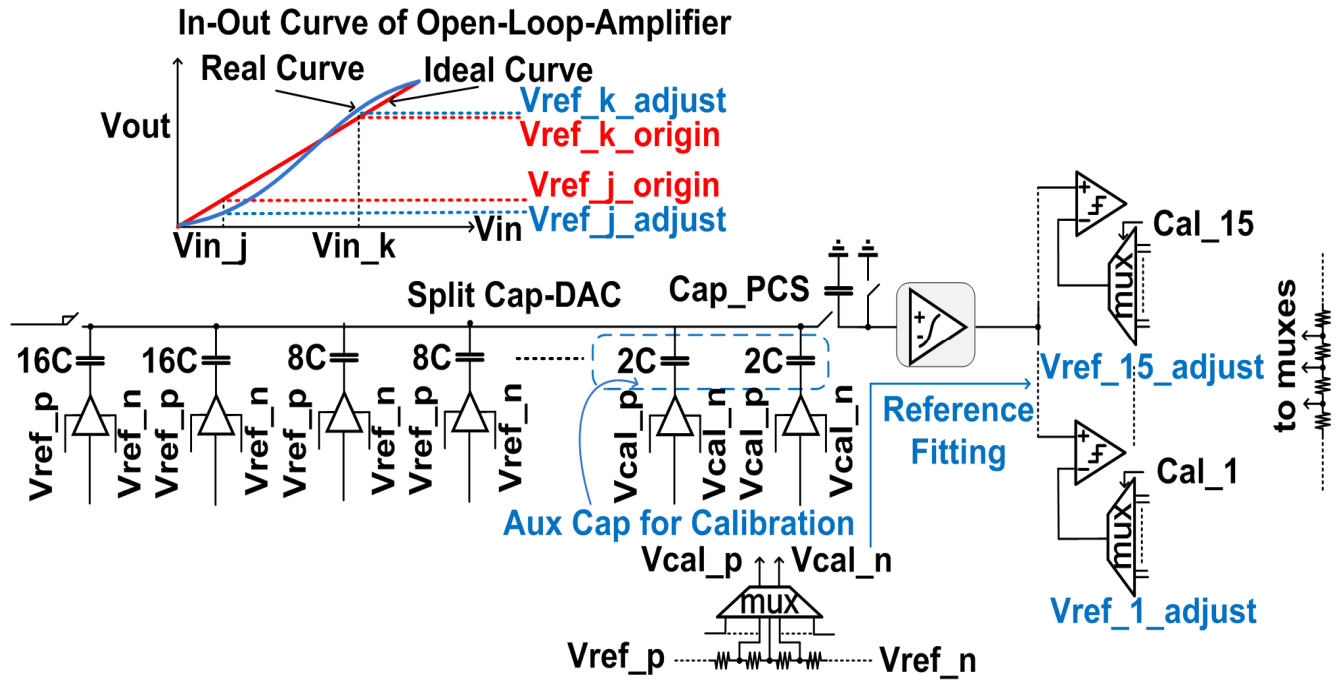 In-Out Curve of Open-Loop-Amplifier
Real Curve
Ideal Curve
Vout
Vref_k_adjust
Vref_k_origin
Vref_j_origin
Vref_j_adjust
Vin_j
Vin_k
Vin
Split Cap-DAC
Cap_PCS
16C
16C
8C
8C
2C
2C
Vref_p
Vref_n
Vref_p
Vref_n
Vref_p
Vref_n
Vref_p
Vref_n
Vcal_p
Vcal_n
Vcal_p
Vcal_n
Aux Cap for Calibration
Reference
Fitting
+
-
+
-
mux
Cal_15
Vref_15_adjust
+
-
mux
Cal_1
Vref_1_adjust
to muxes
Vcal_p
Vcal_n
mux
Vref_p
Vref_n